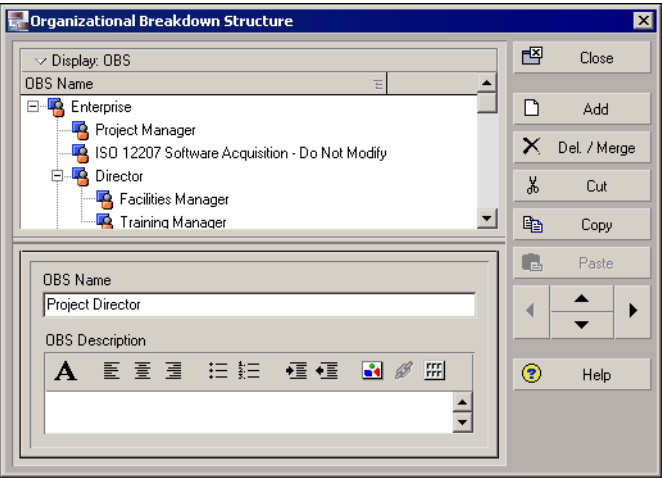 Organizational Breakdown Structure
Display: OBS
OBS Name
Enterprise
Project Manager
ISO 12207 Software Acquisition - Do Not Modify
Director
Facilities Manager
Training Manager
OBS Name
Project Director
OBS Description
A
Close
Add
Del. / Merge
Cut
Copy
Paste
Help